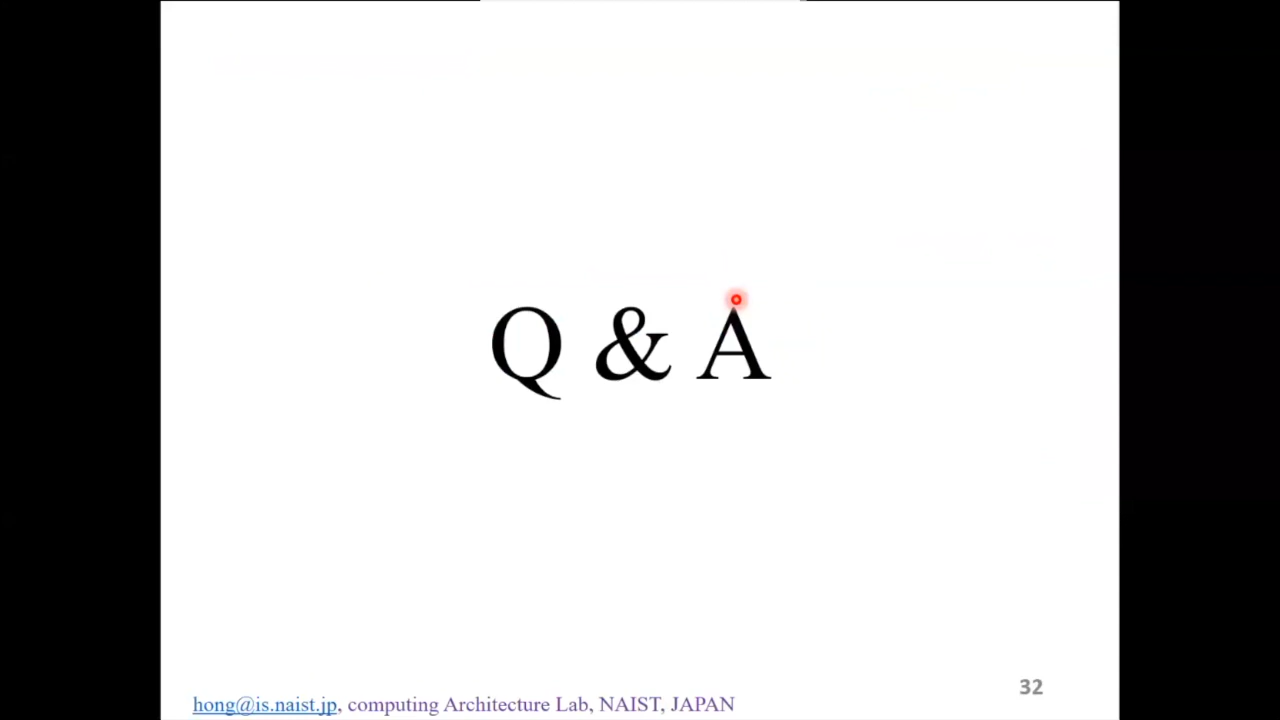 Q & A
32
hong@is.naist.jp, computing Architecture Lab, NAIST, JAPAN